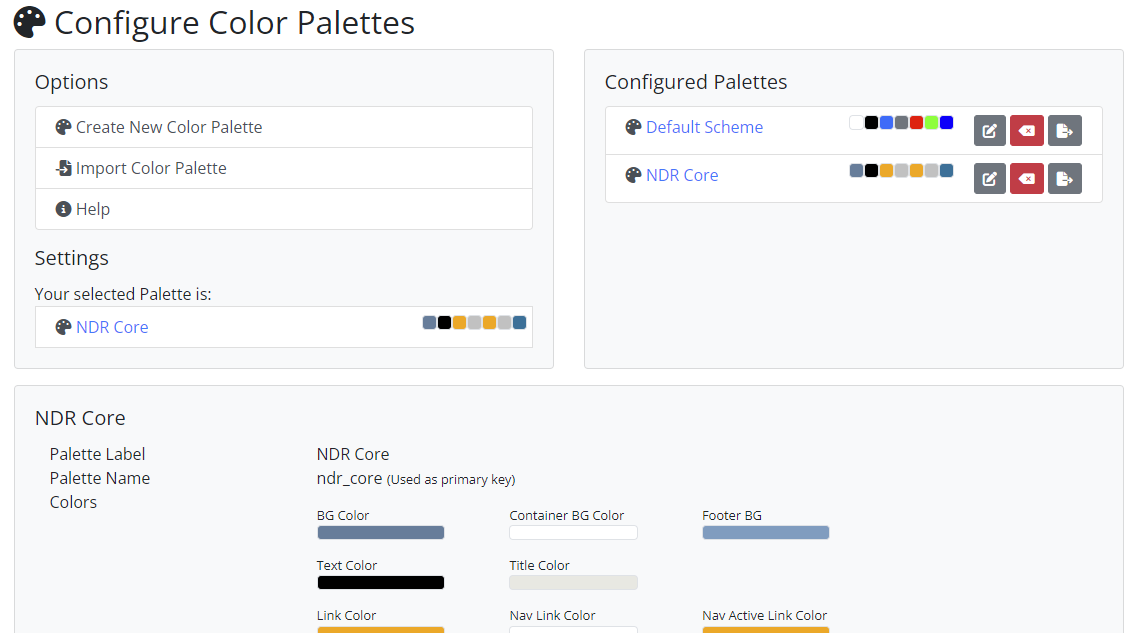 Configure Color Palettes
Options
Create New Color Palette
Import Color Palette
Help
Settings
Your selected Palette is:
NDR Core
Configured Palettes
Default Scheme
NDR Core
NDR Core
Palette Label NDR Core
Palette Name ndr_core (Used as primary key)
Colors
BG Color Container BG Color Footer BG
Text Color Title Color
Link Color Nav Link Color Nav Active Link Color